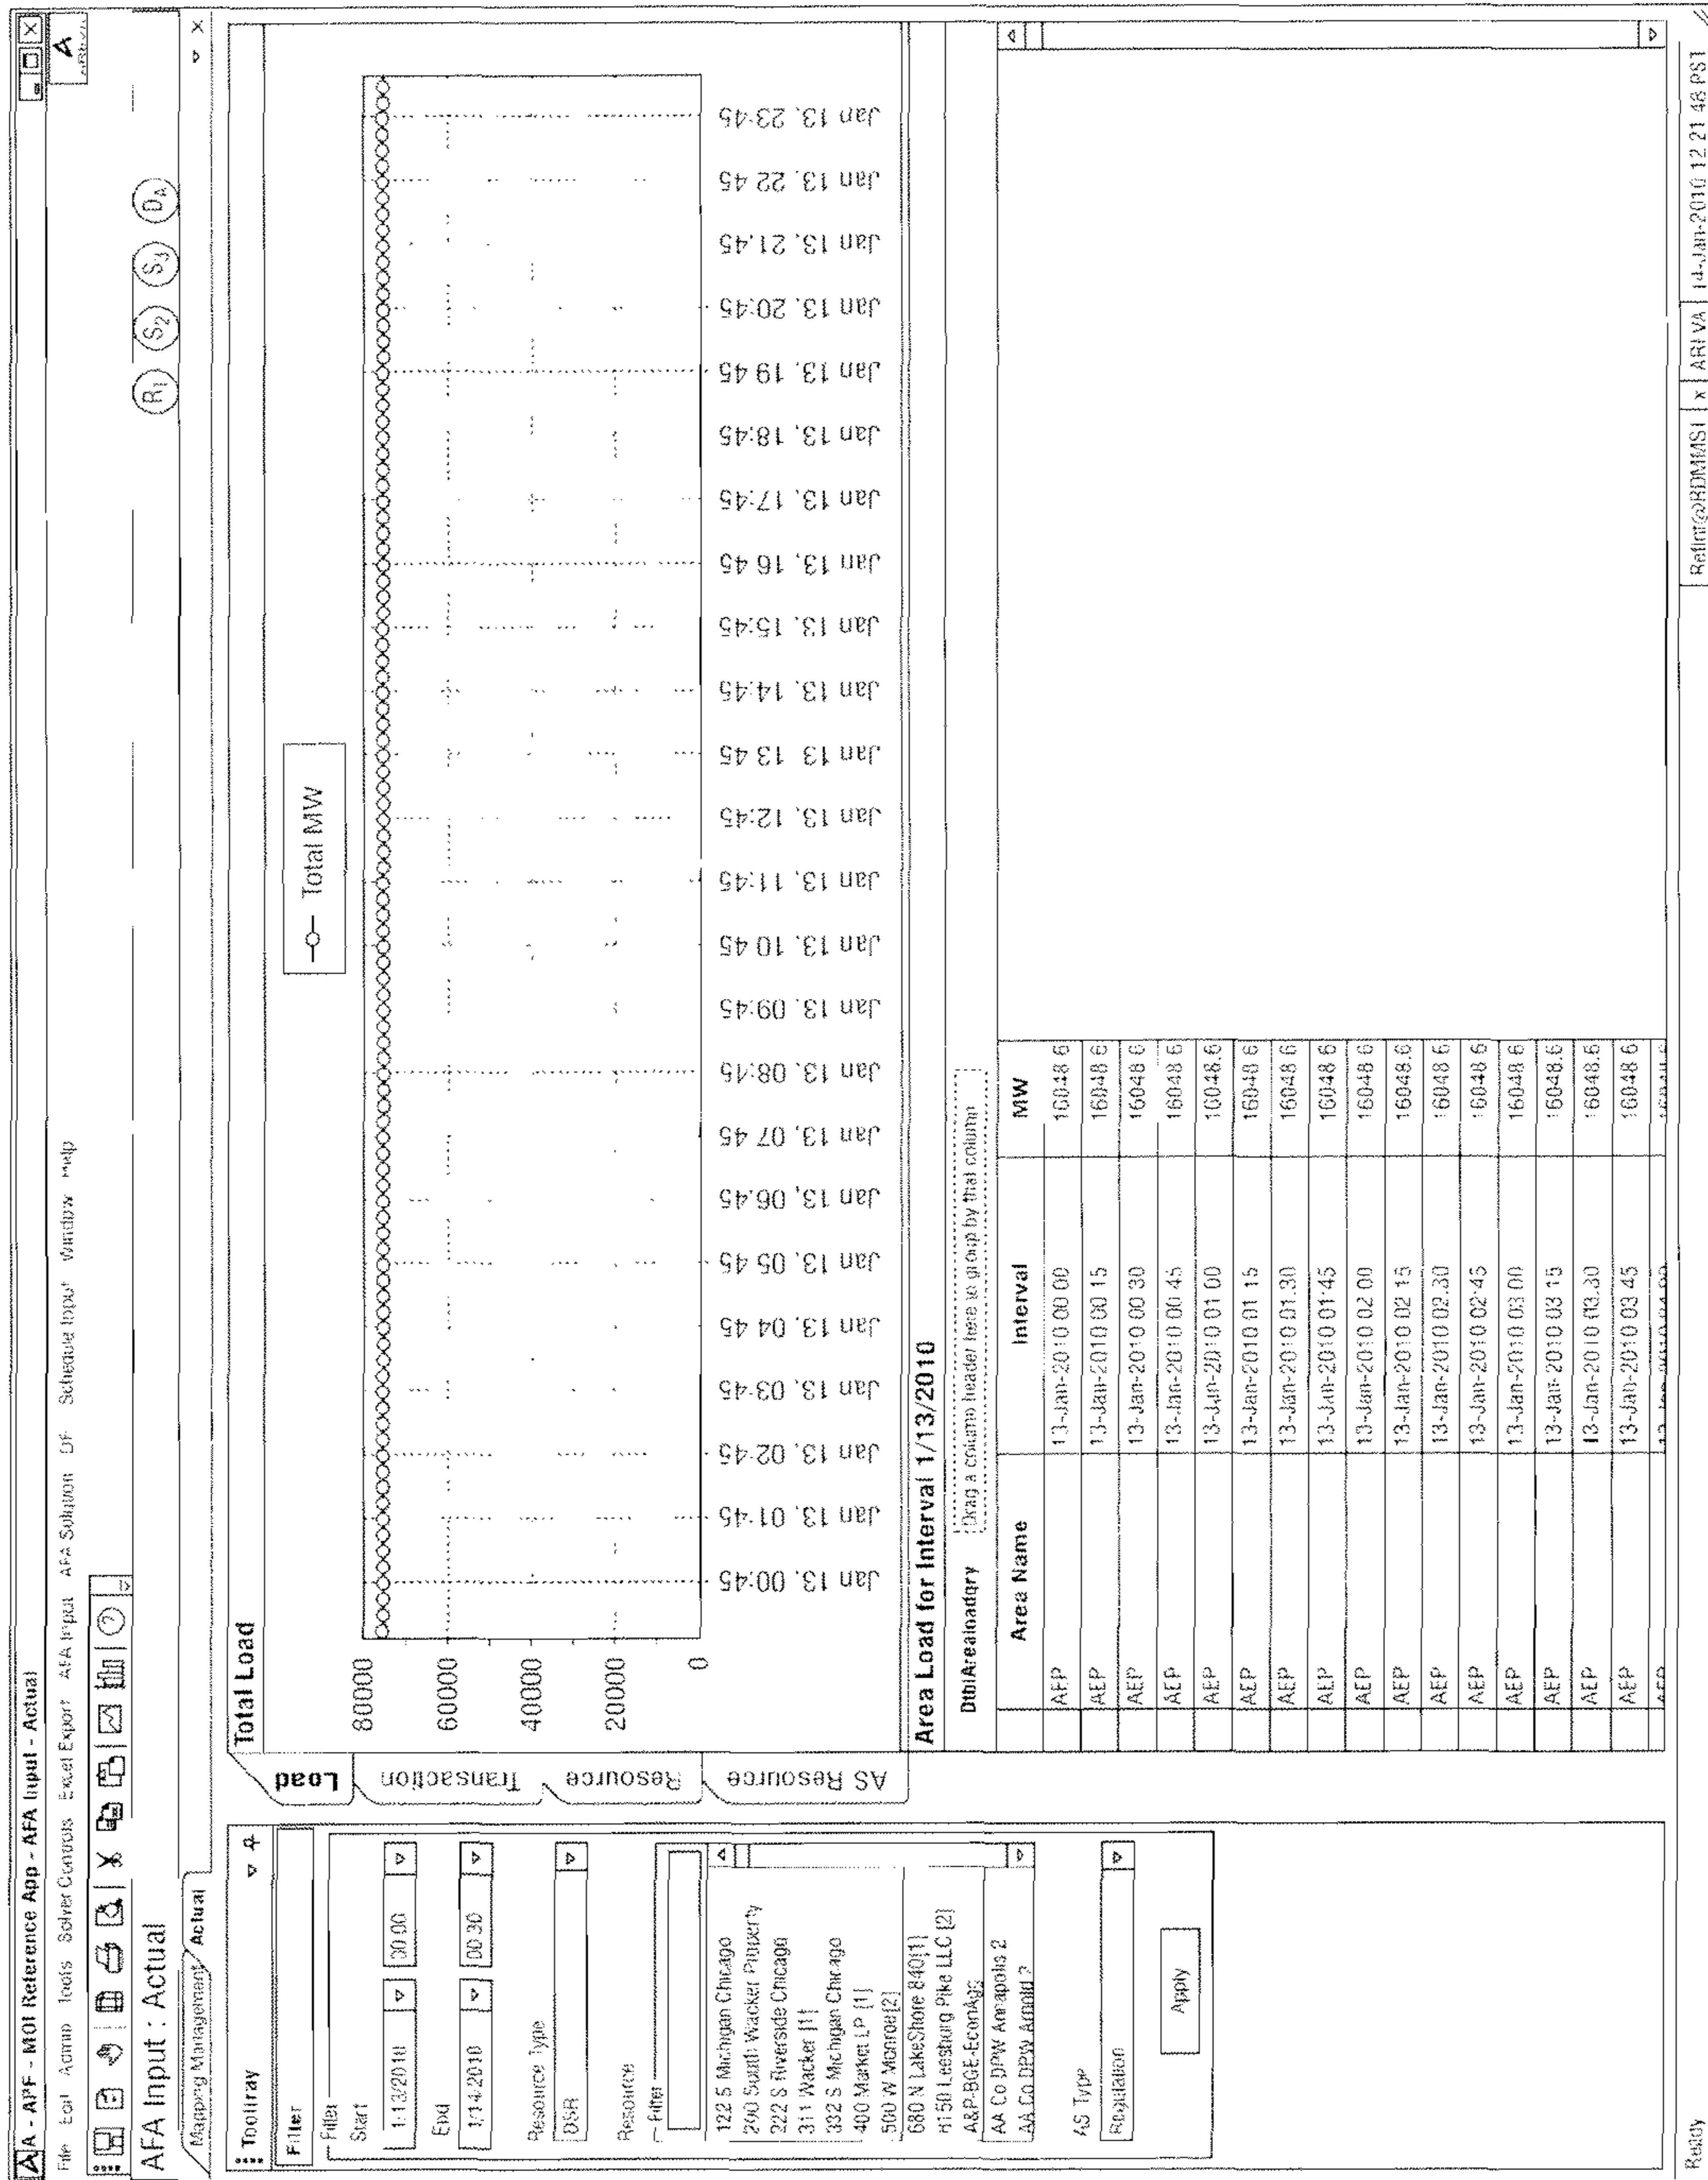 A - APF - MOI Reference App - AFA Input - Actual
File Edit Admin Tools Solver Controls Excel Export AFA Input AFA Solution DF Schedule Input Window Help
AFA Input : Actual
R1 S2 S3 DA
Mapping Management Actual
Tooltray
Filter
Filter
Start
1/13/2010 00:00
End
1/14/2010 00:30
Resource Type
DSR
Resource
Filter
122 S Michigan Chicago
200 South Wacker Property
222 S Riverside Chicago
311 Wacker [1]
332 S Michigan Chicago
400 Market LP [1]
500 W Monroe[2]
680 N LakeShore 840[1]
8150 Leesburg Pike LLC [2]
A&P-BGE-EconAgg
AA Co DPW Annapolis 2
AA Co DPW Arnold 2
AS Type
Regulation
Apply
Load
Transaction
Resource
AS Resource
Total Load
Total MW
80000
60000
40000
20000
0
Jan 13, 00:45
Jan 13, 01:45
Jan 13, 02:45
Jan 13, 03:45
Jan 13, 04 45
Jan 13, 05 45
Jan 13, 06:45
Jan 13, 07 45
Jan 13, 08:45
Jan 13, 09:45
Jan 13, 10 45
Jan 13, 11:45
Jan 13, 12:45
Jan 13 13 45
Jan 13, 14:45
Jan 13, 15:45
Jan 13, 16 45
Jan 13, 17:45
Jan 13, 18:45
Jan 13, 19 45
Jan 13, 20:45
Jan 13, 21:45
Jan 13, 22 45
Jan 13, 23:45
Area Load for Interval 1/13/2010
Drag a column header here to group by that column
Area Name Interval MW
AEP 13-Jan-2010 00 00 16048 6
AEP 13-Jan-2010 00 15 16048 6
AEP 13-Jan-2010 00 30 16048 6
AEP 13-Jan-2010 00 45 16048 6
AEP 13-Jan-2010 01 00 16048.6
AEP 13-Jan-2010 01 15 16048 6
AEP 13-Jan-2010 01:30 16048 6
AEP 13-Jan-2010 01:45 16048 6
AEP 13-Jan-2010 02 00 16048 6
AEP 13-Jan-2010 02 15 16048.6
AEP 13-Jan-2010 02:30 16048 6
AEP 13-Jan-2010 02:45 16048 6
AEP 13-Jan-2010 03 00 16048 6
AEP 13-Jan-2010 03 15 16048.6
AEP 13-Jan-2010 03:30 16048.6
AEP 13-Jan-2010 03 45 16048 6
Ready
x 14-Jan-2010 12 21 48 PST